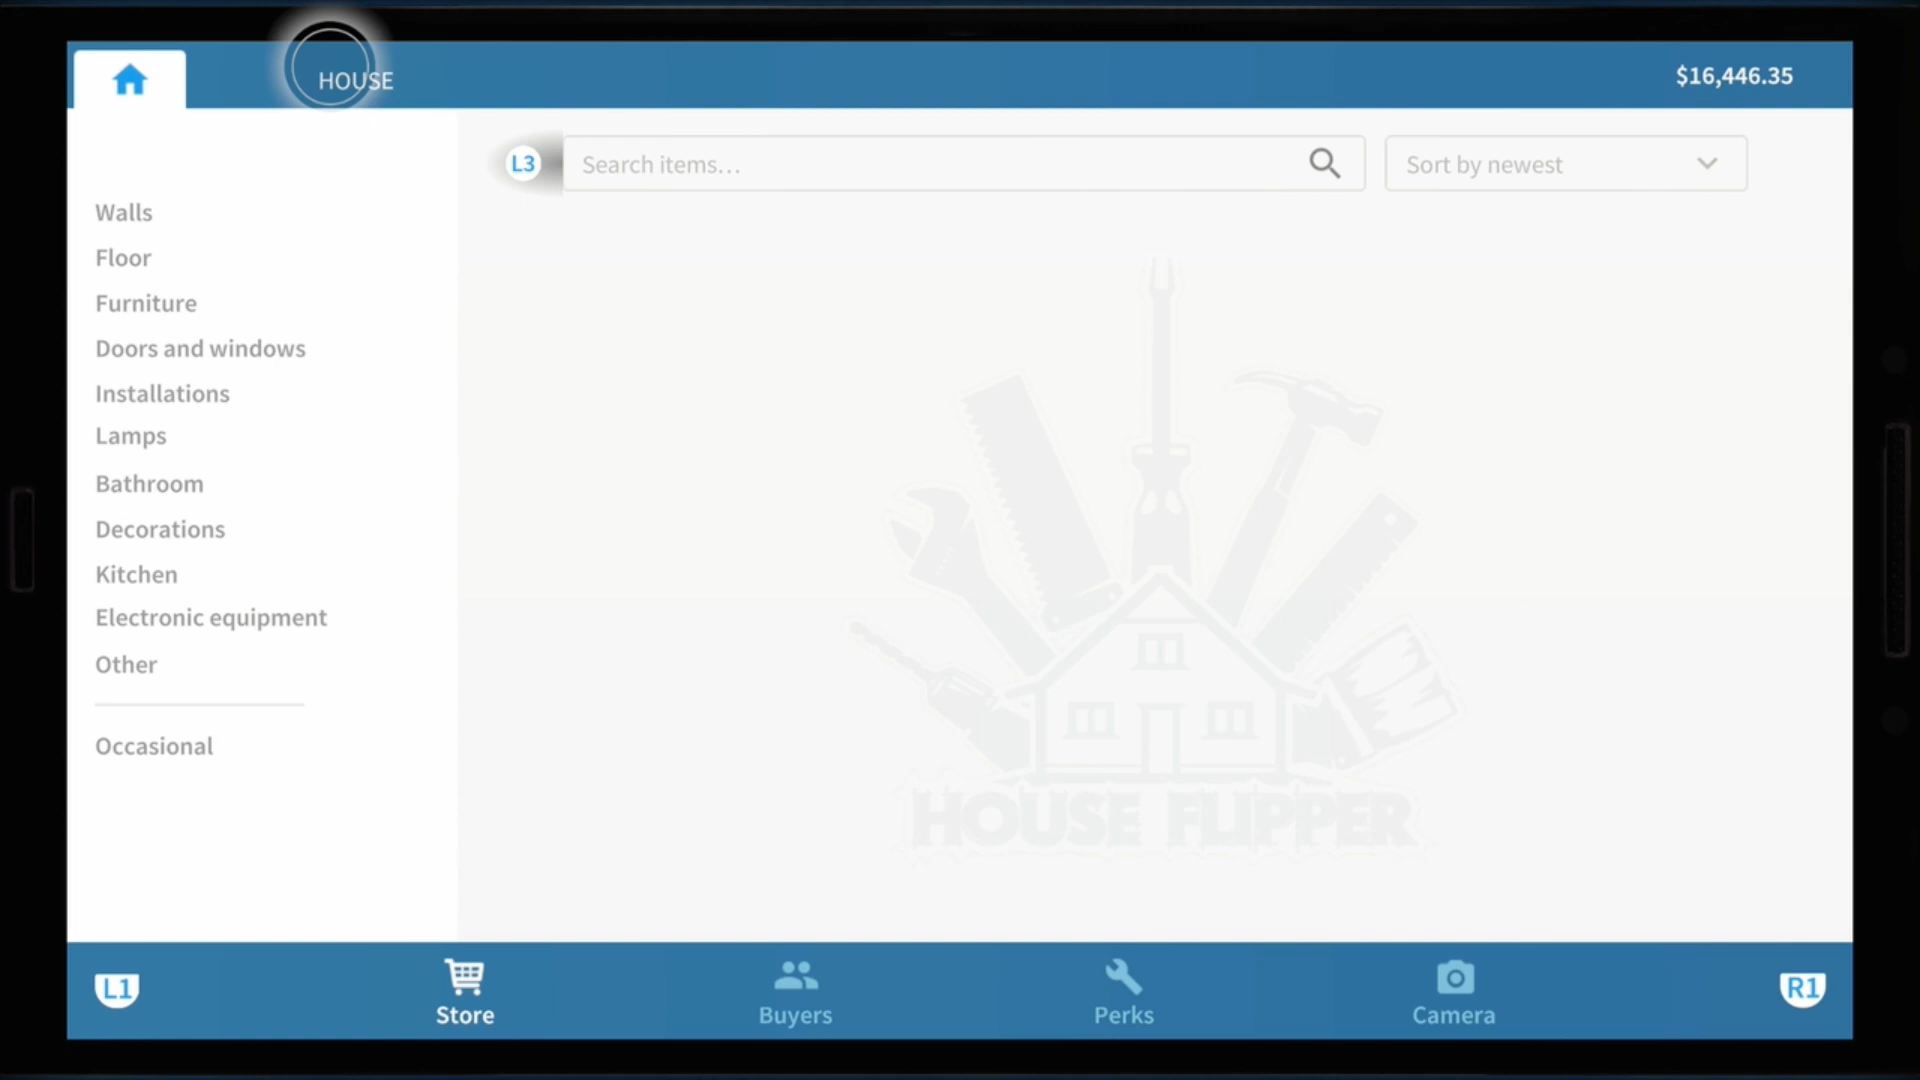 HOUSE
$16,446.35
L3
Search items...
Sort by newest
Walls
Floor
Furniture
Doors and windows
Installations
Lamps
Bathroom
Decorations
Kitchen
Electronic equipment
Other
Occasional
HOUSE FLIPPER
L1
Store
Buyers
Perks
Camera
R1